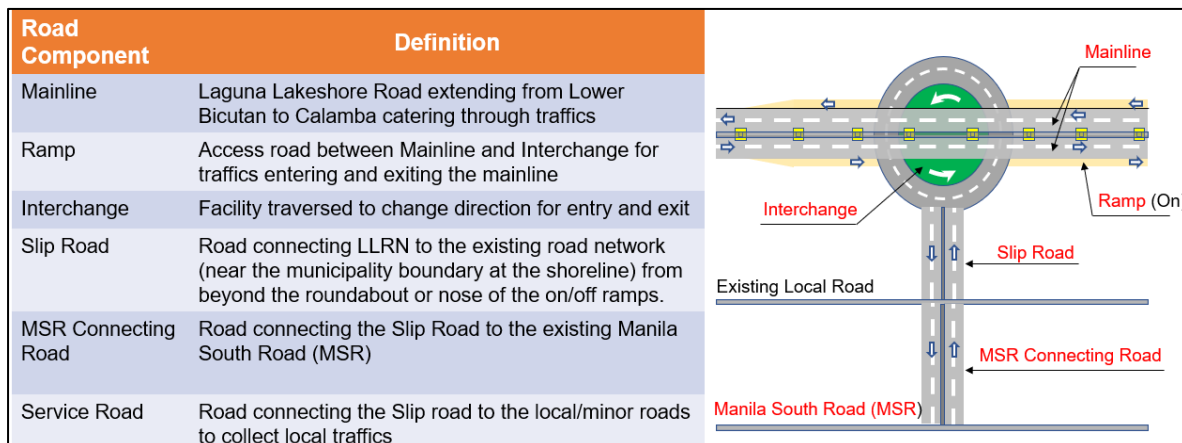 Road
Component
Definition
Mainline
Laguna Lakeshore Road extending from Lower
Bicutan to Calamba catering through traffics
Ramp
Access road between Mainline and Interchange for
traffics entering and exiting the mainline
Interchange
Facility traversed to change direction for entry and exit
Slip Road
Road connecting LLRN to the existing road network
(near the municipality boundary at the shoreline) from
beyond the roundabout or nose of the on/off ramps.
MSR Connecting
Road
Road connecting the Slip Road to the existing Manila
South Road (MSR)
Service Road
Road connecting the Slip road to the local/minor roads
to collect local traffics
Mainline
Interchange
Ramp (On)
Slip Road
Existing Local Road
MSR Connecting Road
Manila South Road (MSR)